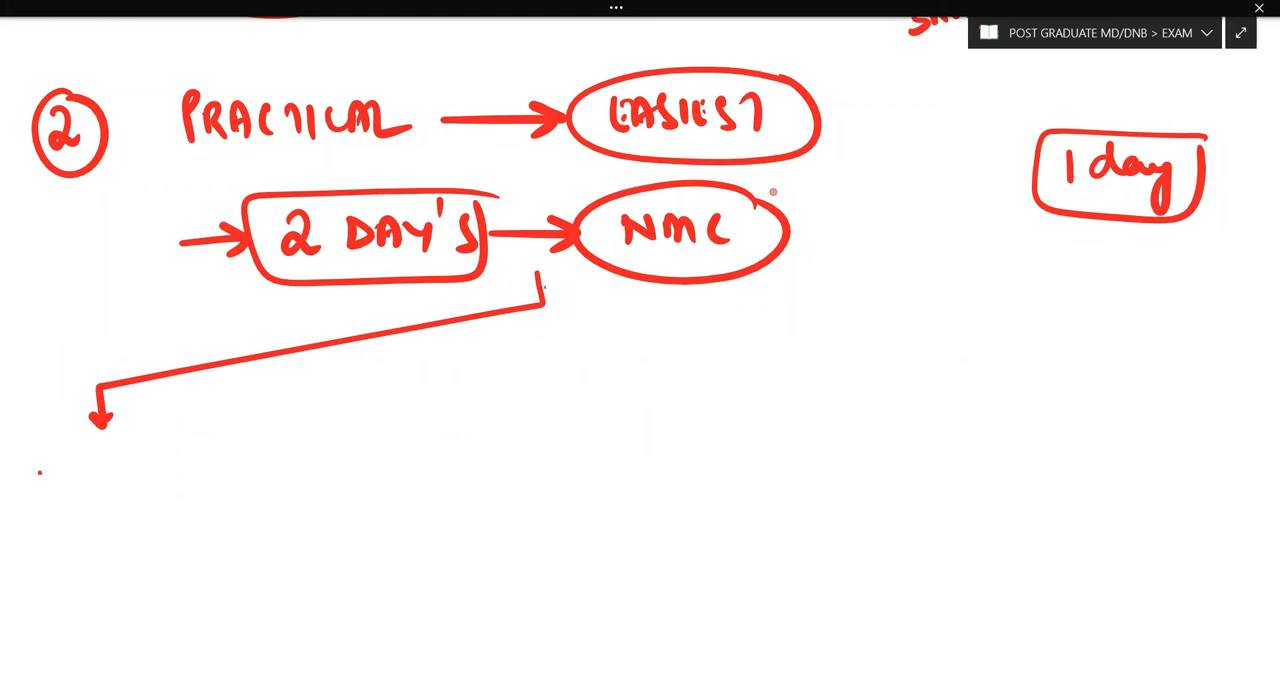 POST GRADUATE MD/DNB > EXAM
2 PRACTICAL → EASIEST
1 day
→ 2 DAY'S → NMC